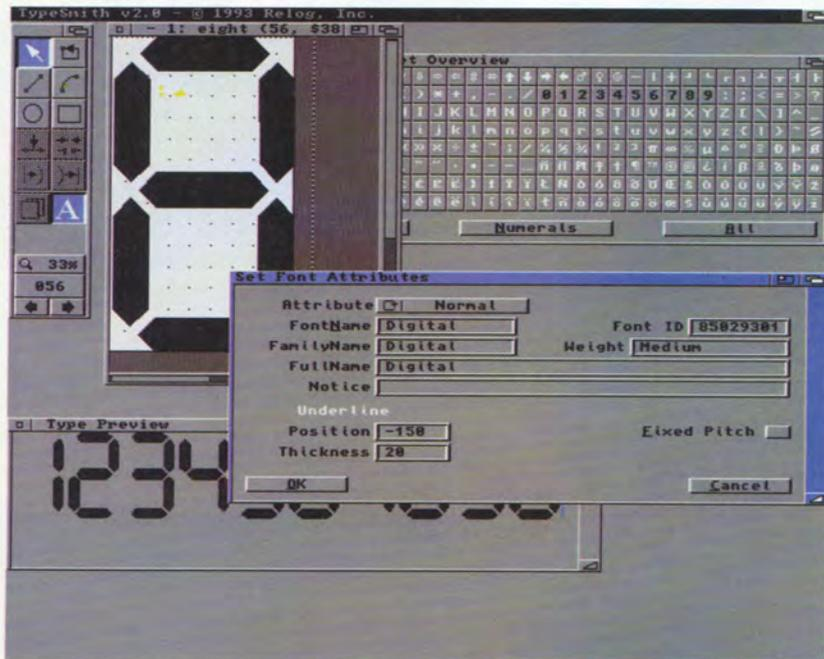 TypeSmith v2.0 - © 1993 Relog, Inc.
- 1: eight (56, $38
et Overview
) * + , - . / 0 1 2 3 4 5 6 7 8 9 : ; < = > ?
I J K L M N O P Q R S T U V W X Y Z [ \ ] ^
i j k l m n o p q r s t u v w x y z { | } ~
A
Numerals
All
33%
056
Set Font Attributes
Attribute Normal
FontName Digital
Font ID 85029301
FamilyName Digital
Weight Medium
FullName Digital
Notice
Underline
Position -150
Fixed Pitch
Thickness 20
OK
Cancel
Type Preview
1234